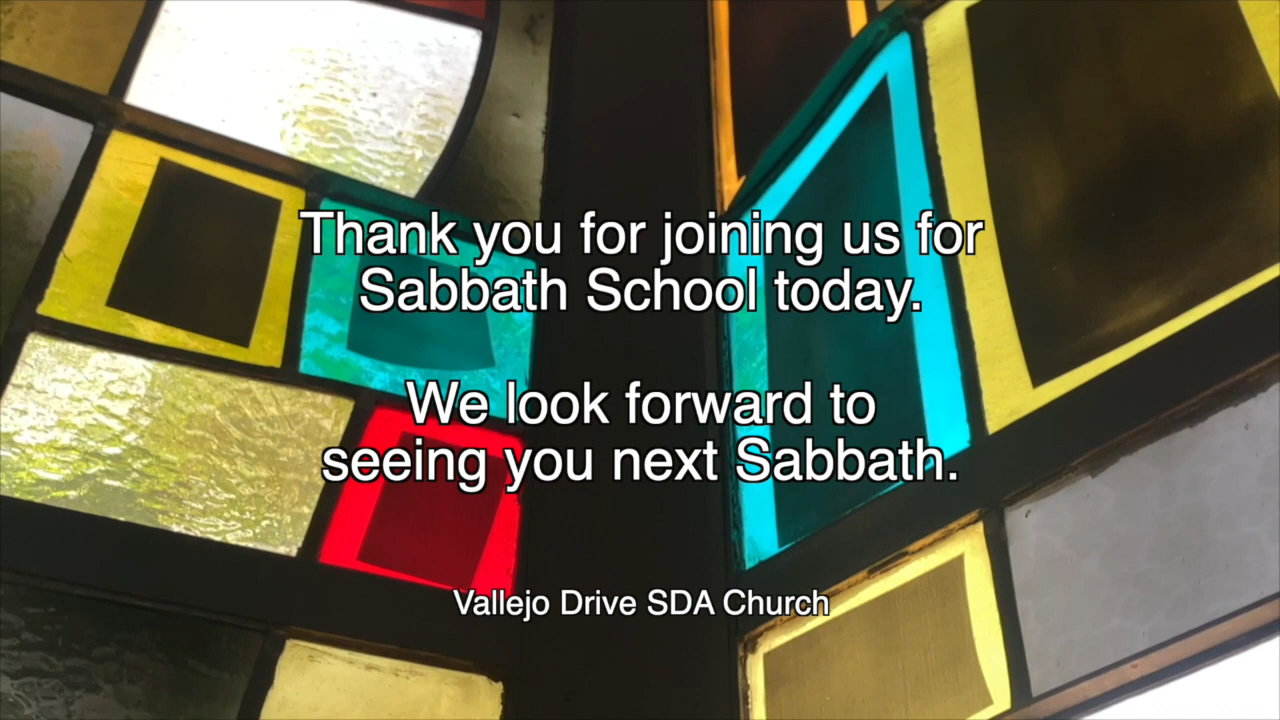 Thank you for joining us for
Sabbath School today.
We look forward to
seeing you next Sabbath.
Vallejo Drive SDA Church